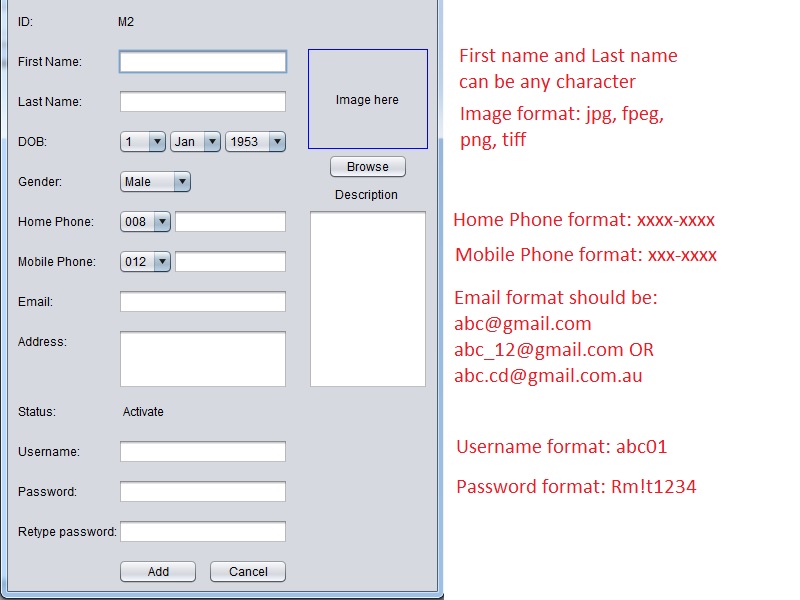 ID: M2
First Name:
Last Name:
DOB: 1 Jan 1953
Gender: Male
Home Phone: 008
Mobile Phone: 012
Email:
Address:
Status: Activate
Username:
Password:
Retype password:
Add Cancel
Image here
Browse
Description
First name and Last name
can be any character
Image format: jpg, fpeg,
png, tiff
Home Phone format: xxxx-xxxx
Mobile Phone format: xxx-xxxx
Email format should be:
abc@gmail.com
abc_12@gmail.com OR
abc.cd@gmail.com.au
Username format: abc01
Password format: Rm!t1234